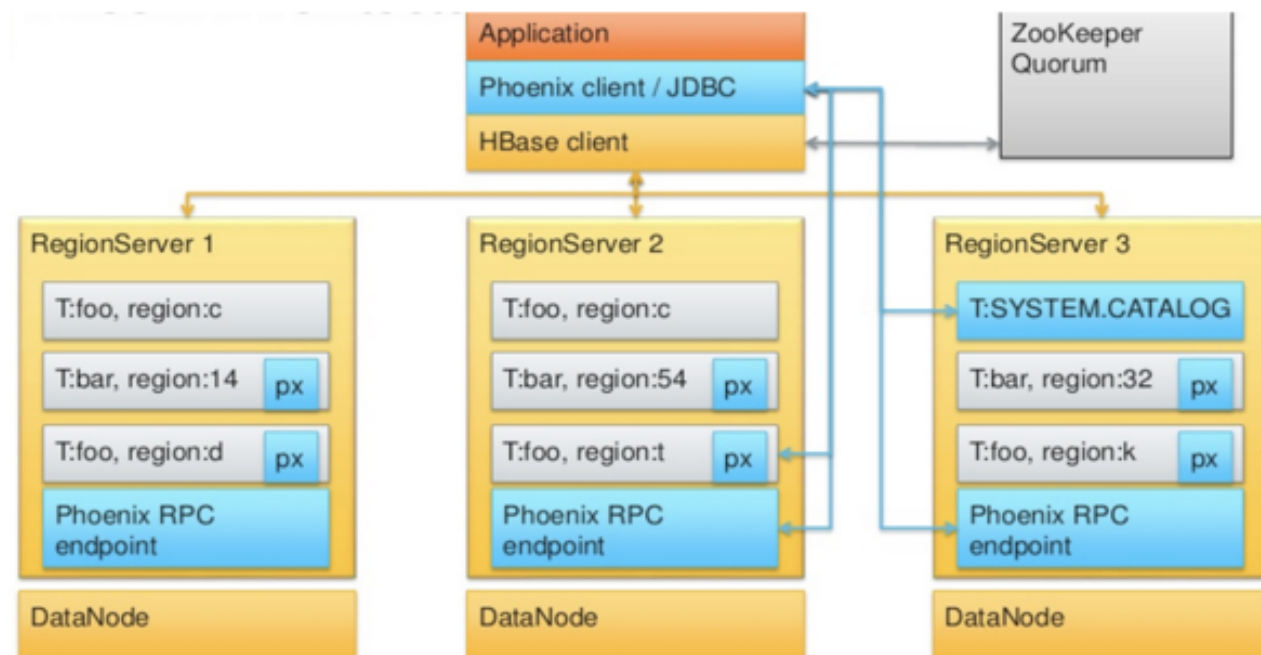 Application
Phoenix client / JDBC
HBase client
ZooKeeper
Quorum
RegionServer 1
T:foo, region:c
T:bar, region:14
px
T:foo, region:d
px
Phoenix RPC
endpoint
DataNode
RegionServer 2
T:foo, region:c
T:bar, region:54
px
T:foo, region:t
px
Phoenix RPC
endpoint
DataNode
RegionServer 3
T:SYSTEM.CATALOG
T:bar, region:32
px
T:foo, region:k
px
Phoenix RPC
endpoint
DataNode